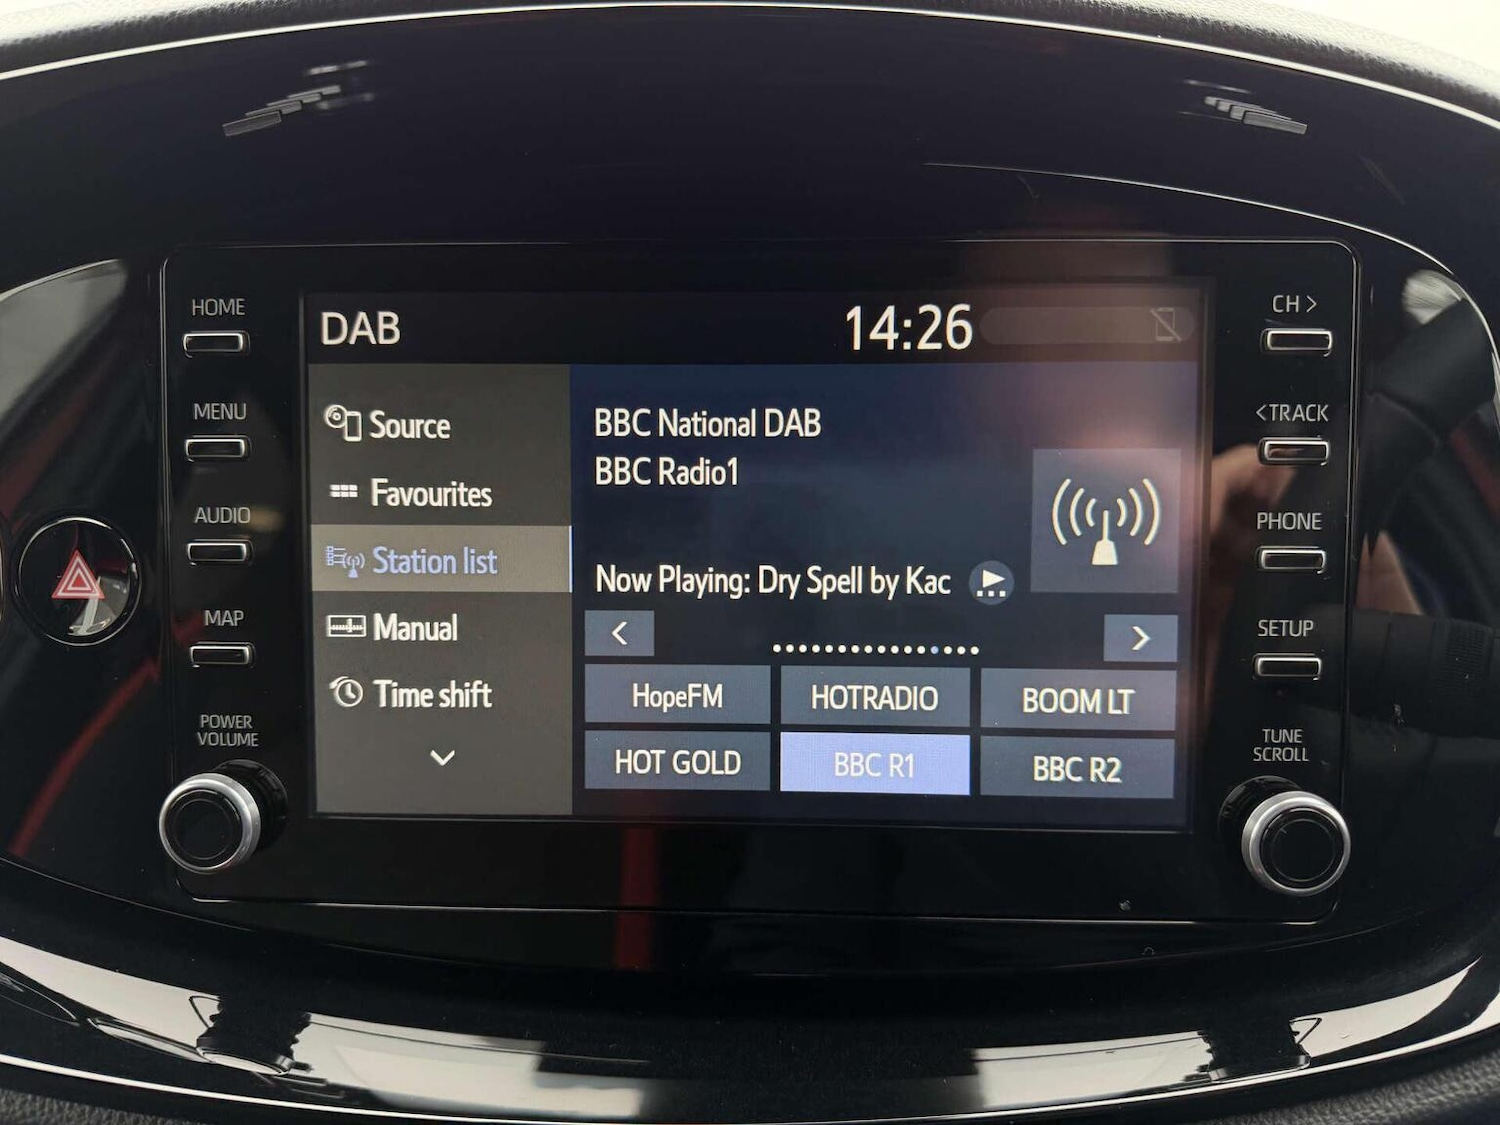 HOME
MENU
AUDIO
MAP
POWER
VOLUME
DAB
14:26
Source
Favourites
Station list
Manual
Time shift
BBC National DAB
BBC Radio1
Now Playing: Dry Spell by Kac
<
>
HopeFM
HOTRADIO
BOOM LT
HOT GOLD
BBC R1
BBC R2
CH >
<TRACK
PHONE
SETUP
TUNE
SCROLL